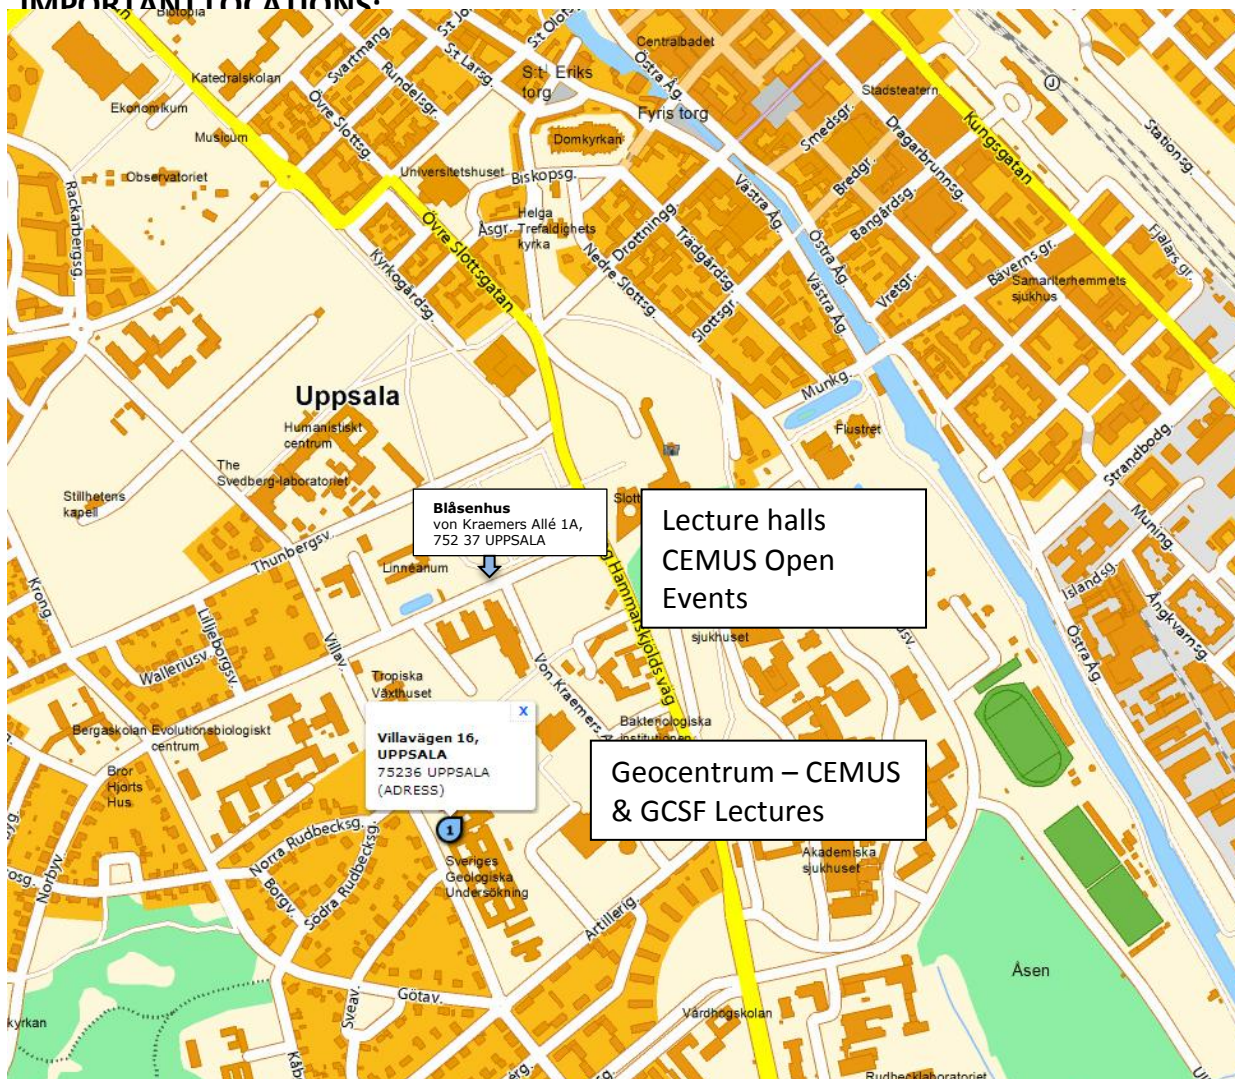 IMPORTANT LOCATIONS:
Biotopia
Katedralskolan
Ekonomikum
Musicum
Observatoriet
Rackarbergsg.
Svartmang.
Rundelsgr.
St Larsg.
Övre Slottsg.
S:t Eriks
torg
Centralbadet
Östra Åg.
Fyris torg
Domkyrkan
Universitetshuset
Biskopsg.
Åsgr.
Helga
Trefaldighets
kyrka
Övre Slottsgatan
Kyrkogårdsg.
Nedre Slottsg.
Drottningg.
Trädgårdsg.
Slottsgr.
Västra Åg.
Östra Åg.
Västra Åg.
Smedsgr.
Bredgr.
Bangårdsg.
Vretgr.
Dragarbrunnsg.
Stadsteatern
Kungsgatan
Stationsg.
Fjalars gr.
Bäverns gr.
Samariterhemmets
sjukhus
Munkg.
Flustret
Strandbodg.
Muning.
Islandsg.
Ångkvarnsg.
Östra Åg.
Uppsala
Humanistiskt
centrum
The
Svedberg-laboratoriet
Stillhetens
kapell
Blåsenhus
von Kraemers Allé 1A,
752 37 UPPSALA
Lecture halls
CEMUS Open
Events
sjukhuset
Thunbergsv.
Linnéanum
Krong.
Lilljeborgsv.
Walleriusv.
Villav.
Tropiska
Växthuset
Hammarskjölds väg
Von Kraemers A
Bakteriologiska
institutionen
Bergaskolan
Evolutionsbiologiskt
centrum
Bror
Hjorts
Hus
X
Villavägen 16,
UPPSALA
75236 UPPSALA
(ADRESS)
1
Geocentrum – CEMUS
& GCSF Lectures
Norra Rudbecksg.
Borgv.
Södra Rudbecksg.
Norbyv.
Sveriges
Geologiska
Undersökning
Akademiska
sjukhuset
Artillerig.
Götav.
Sveav.
Åsen
Vårdhögskolan
Rudbecklaboratoriet